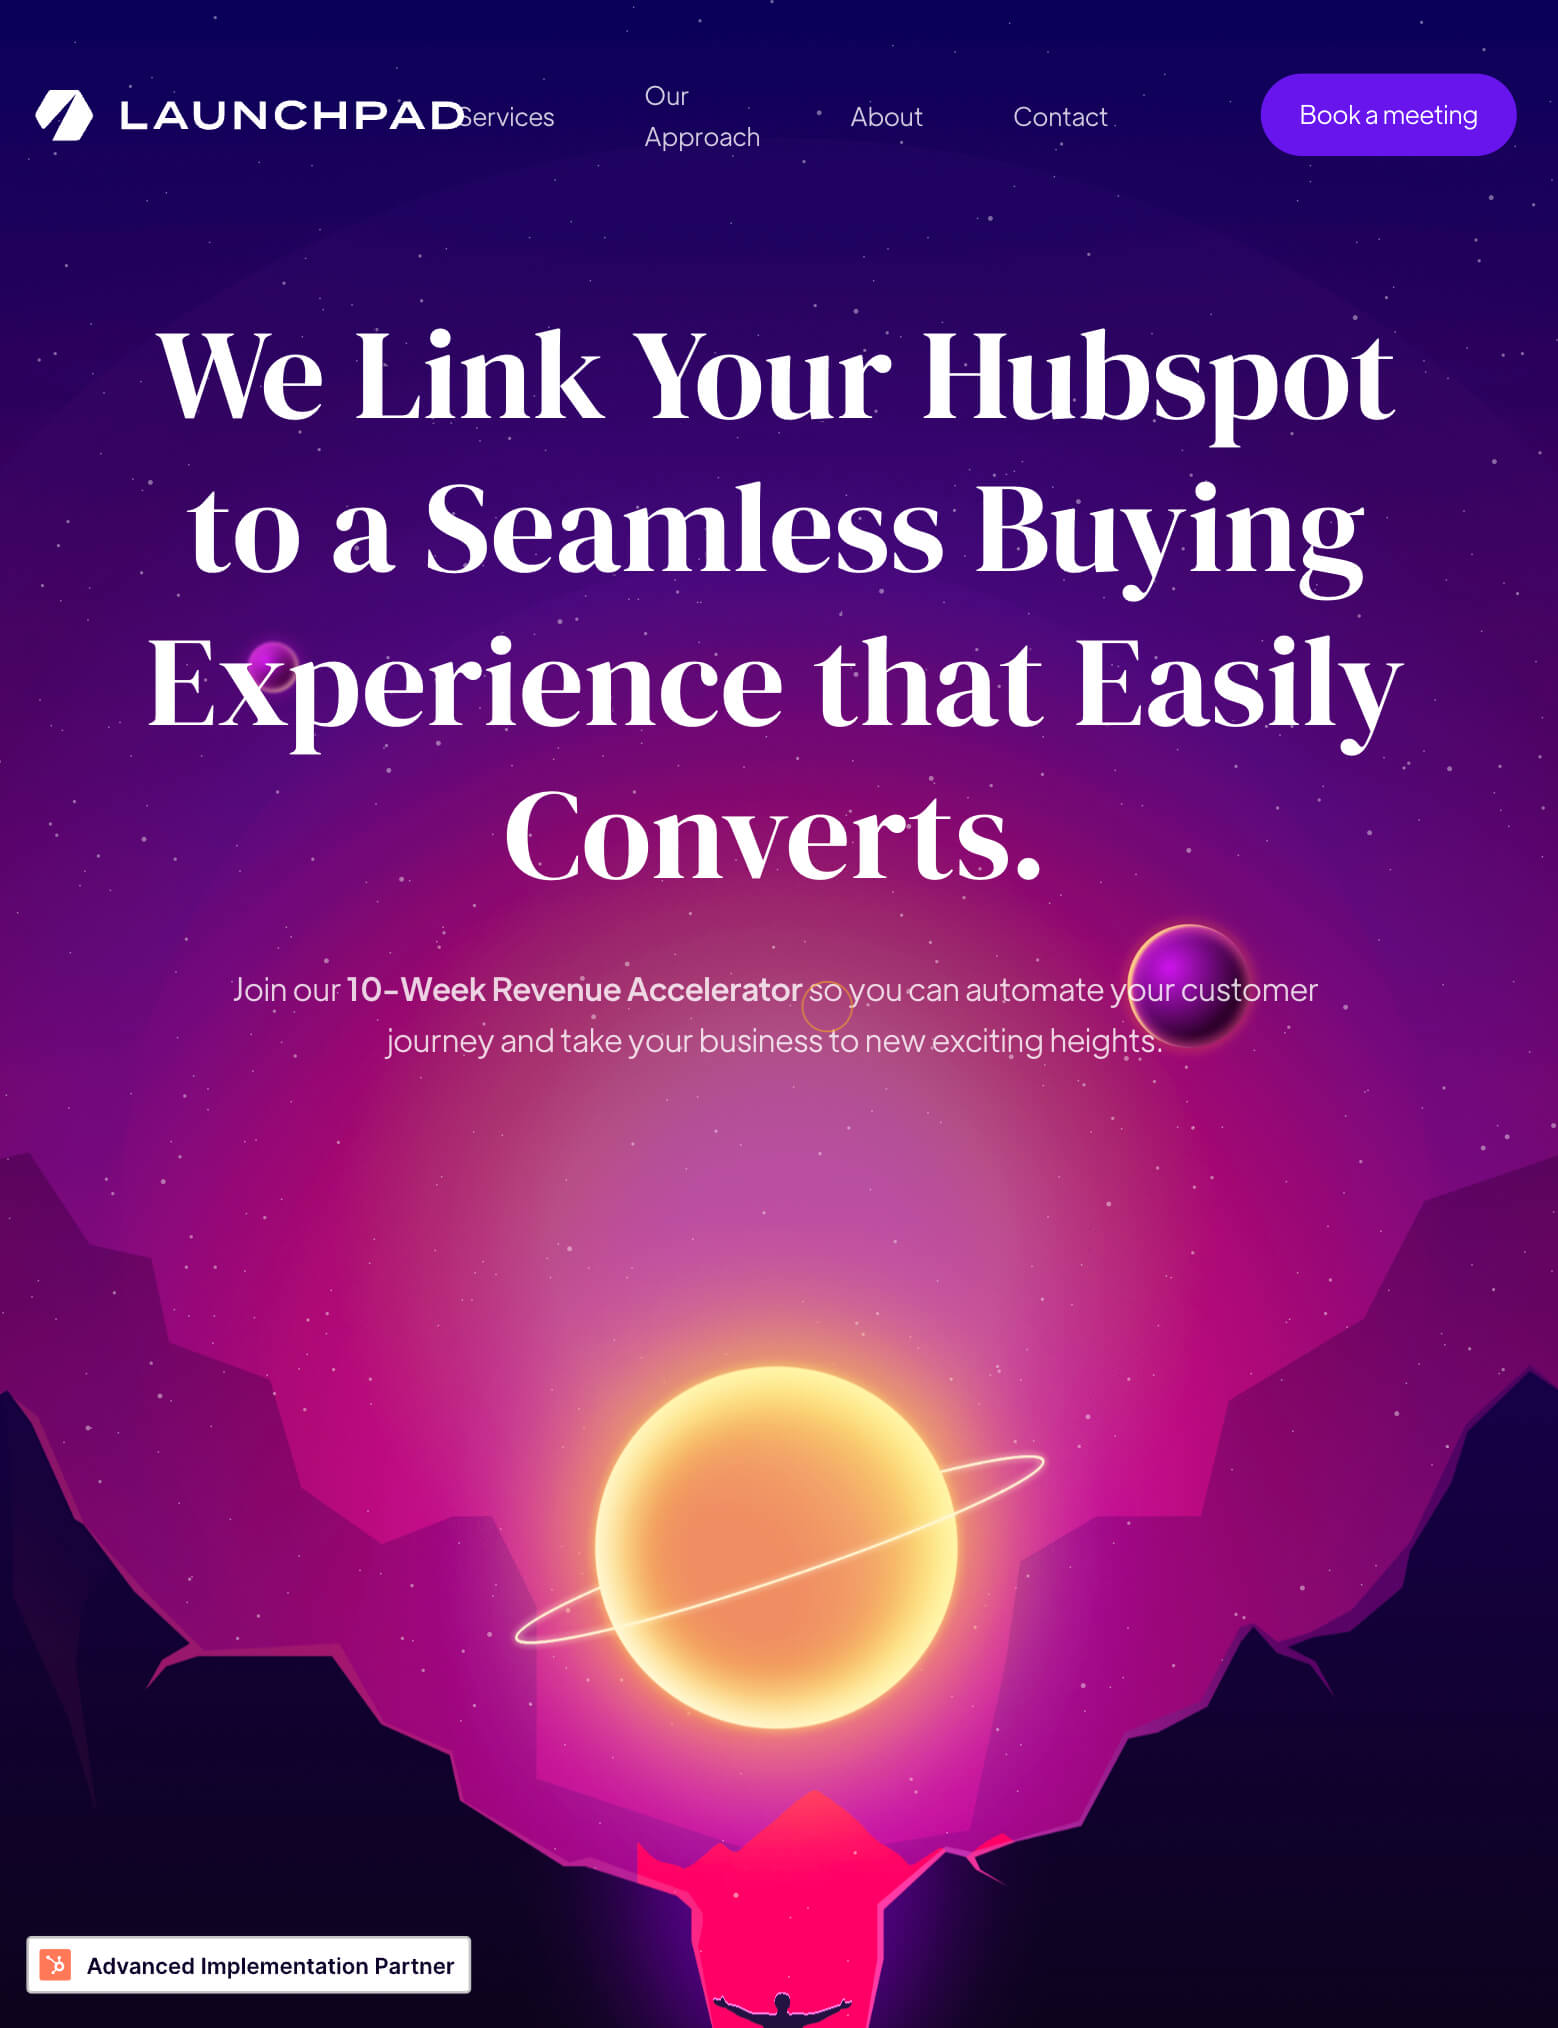 LAUNCHPAD
Services
Our
Approach
About
Contact
Book a meeting
We Link Your Hubspot
to a Seamless Buying
Experience that Easily
Converts.
Join our 10-Week Revenue Accelerator so you can automate your customer
journey and take your business to new exciting heights.
Advanced Implementation Partner